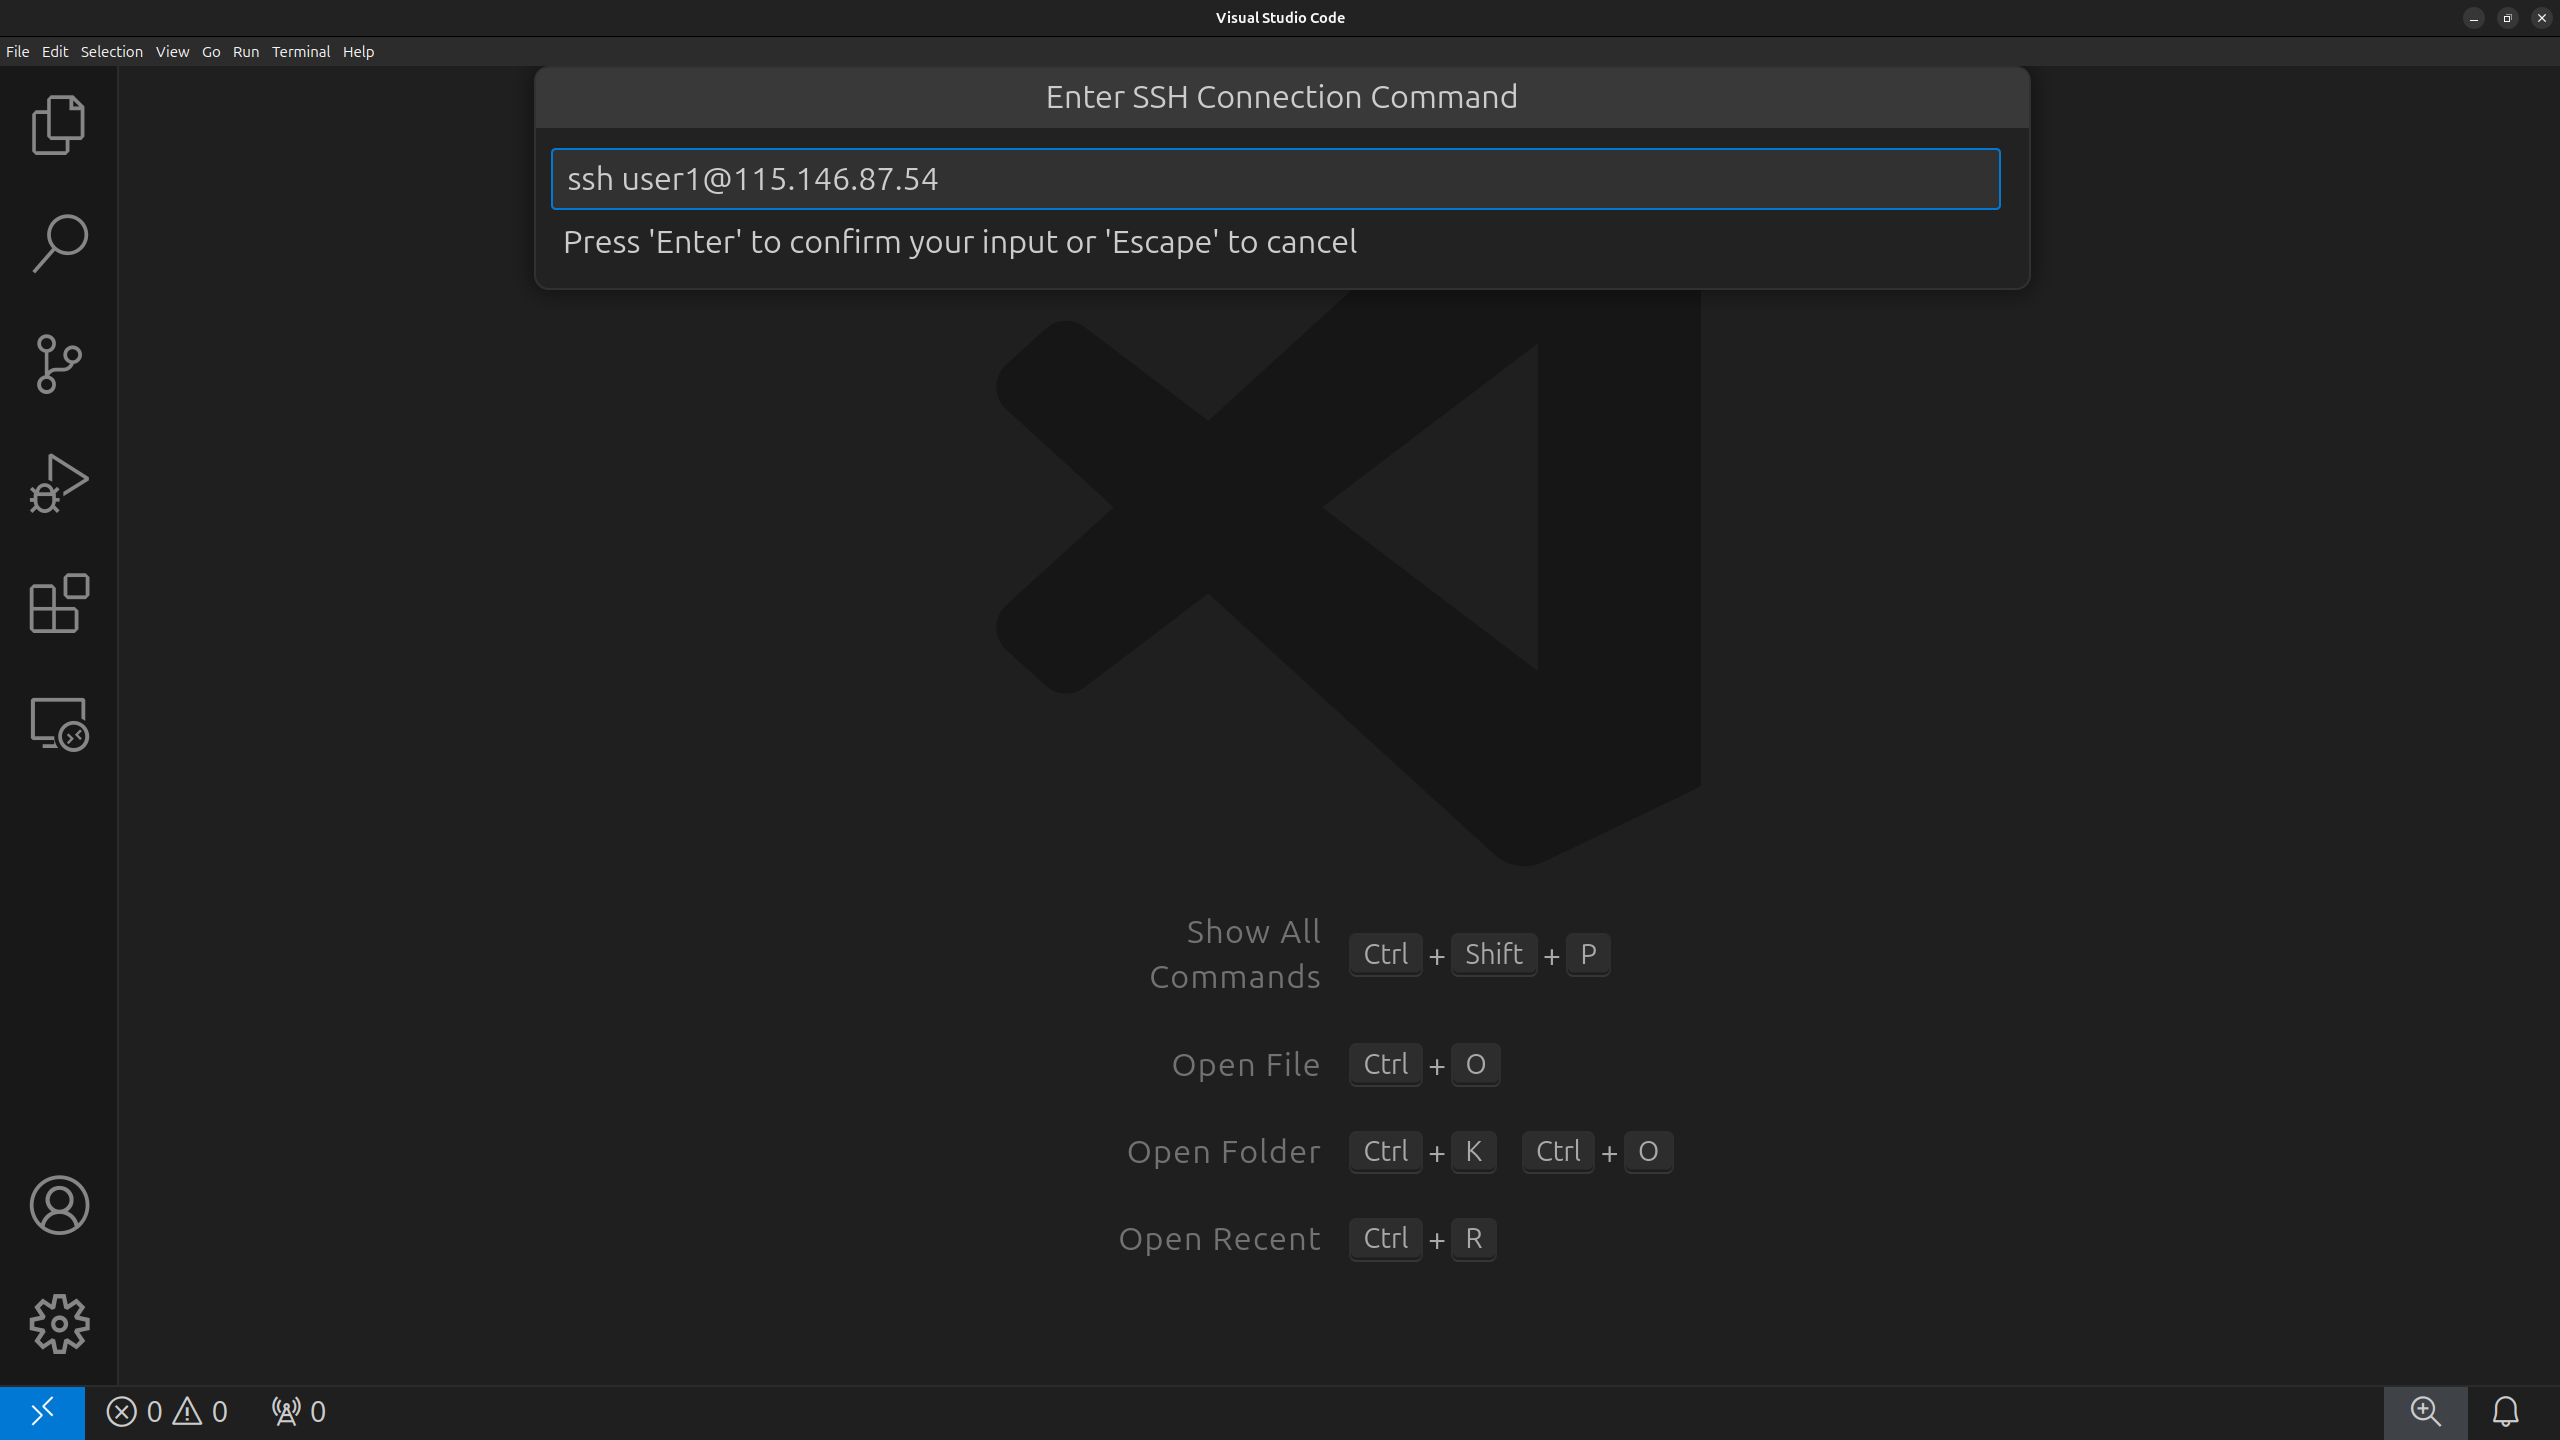 Visual Studio Code
File Edit Selection View Go Run Terminal Help
Enter SSH Connection Command
ssh user1@115.146.87.54
Press 'Enter' to confirm your input or 'Escape' to cancel
Show All
Commands
Ctrl + Shift + P
Open File Ctrl + O
Open Folder Ctrl + K Ctrl + O
Open Recent Ctrl + R
0 0 0